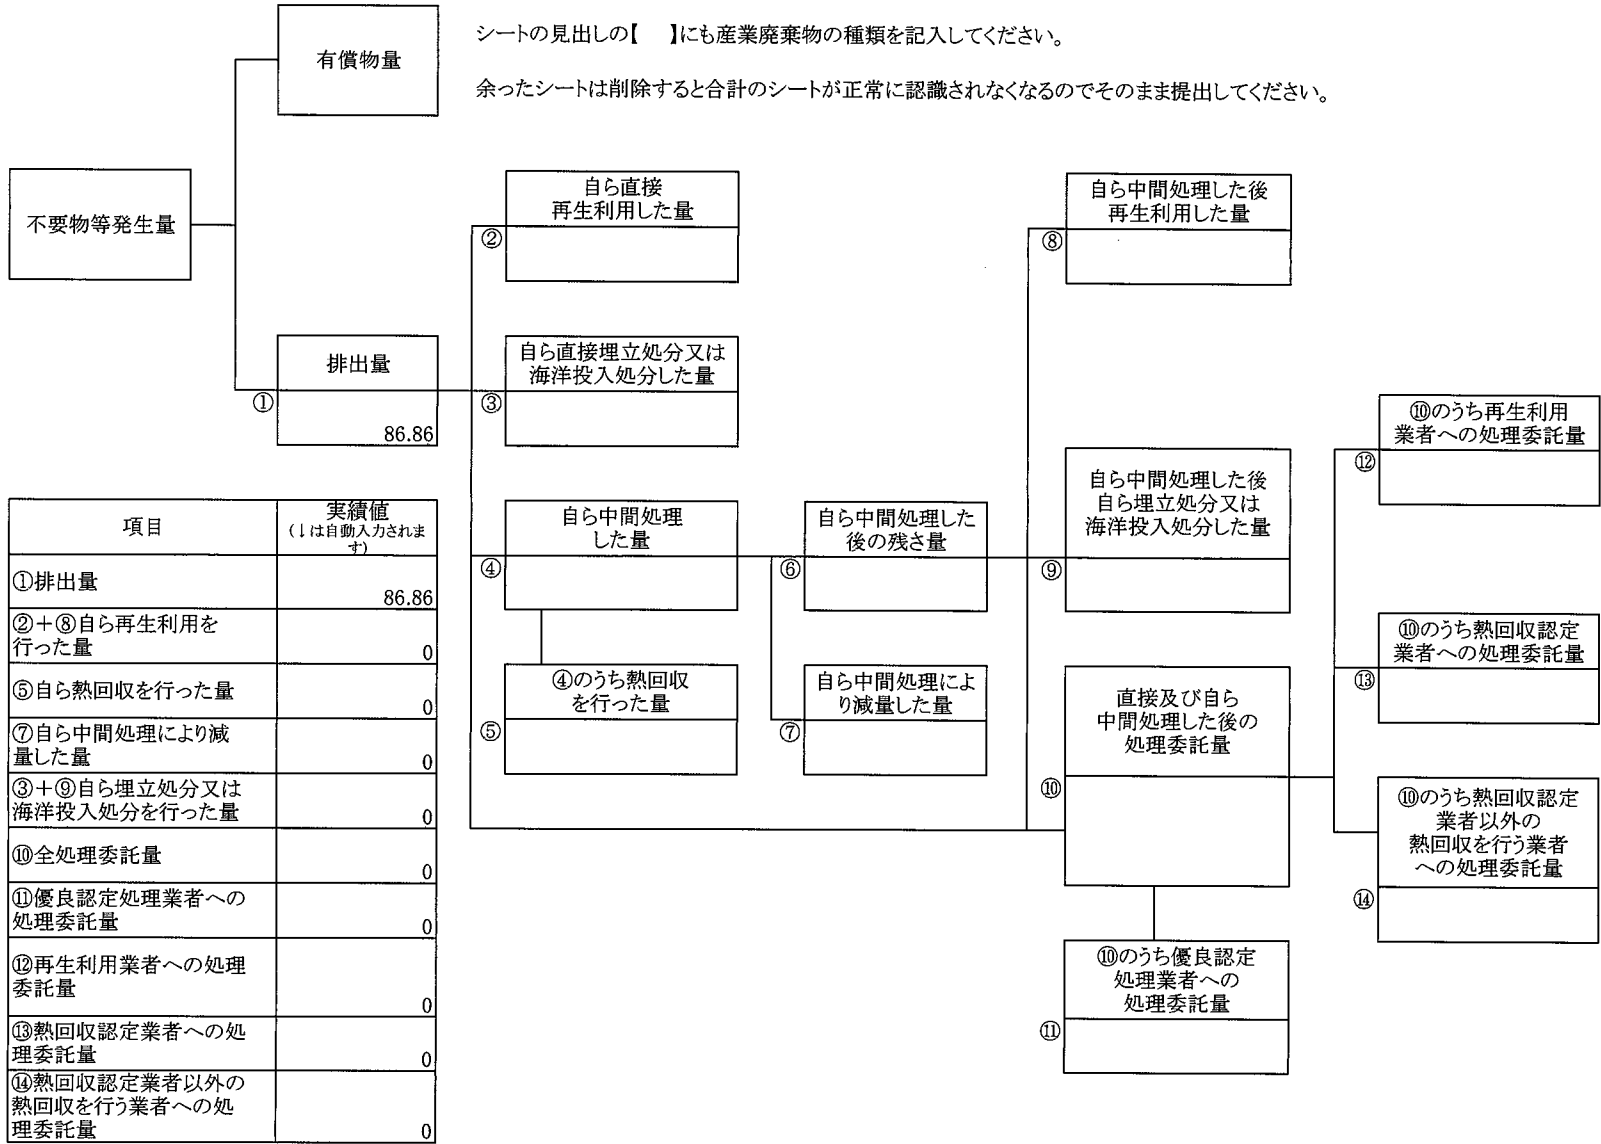 シートの見出しの【　】にも産業廃棄物の種類を記入してください。
余ったシートは削除すると合計のシートが正常に認識されなくなるのでそのまま提出してください。
有償物量
不要物等発生量
排出量
①
86.86
自ら直接
再生利用した量
②
自ら直接埋立処分又は
海洋投入処分した量
③
自ら中間処理
した量
④
④のうち熱回収
を行った量
⑤
自ら中間処理した
後の残さ量
⑥
自ら中間処理によ
り減量した量
⑦
自ら中間処理した後
再生利用した量
⑧
自ら中間処理した後
自ら埋立処分又は
海洋投入処分した量
⑨
直接及び自ら
中間処理した後の
処理委託量
⑩
⑩のうち優良認定
処理業者への
処理委託量
⑪
⑩のうち再生利用
業者への処理委託量
⑫
⑩のうち熱回収認定
業者への処理委託量
⑬
⑩のうち熱回収認定
業者以外の
熱回収を行う業者
への処理委託量
⑭
項目
実績値
(↓は自動入力されま
す)
①排出量
86.86
②＋⑧自ら再生利用を
行った量
0
⑤自ら熱回収を行った量
0
⑦自ら中間処理により減
量した量
0
③＋⑨自ら埋立処分又は
海洋投入処分を行った量
0
⑩全処理委託量
0
⑪優良認定処理業者への
処理委託量
0
⑫再生利用業者への処理
委託量
0
⑬熱回収認定業者への処
理委託量
0
⑭熱回収認定業者以外の
熱回収を行う業者への処
理委託量
0